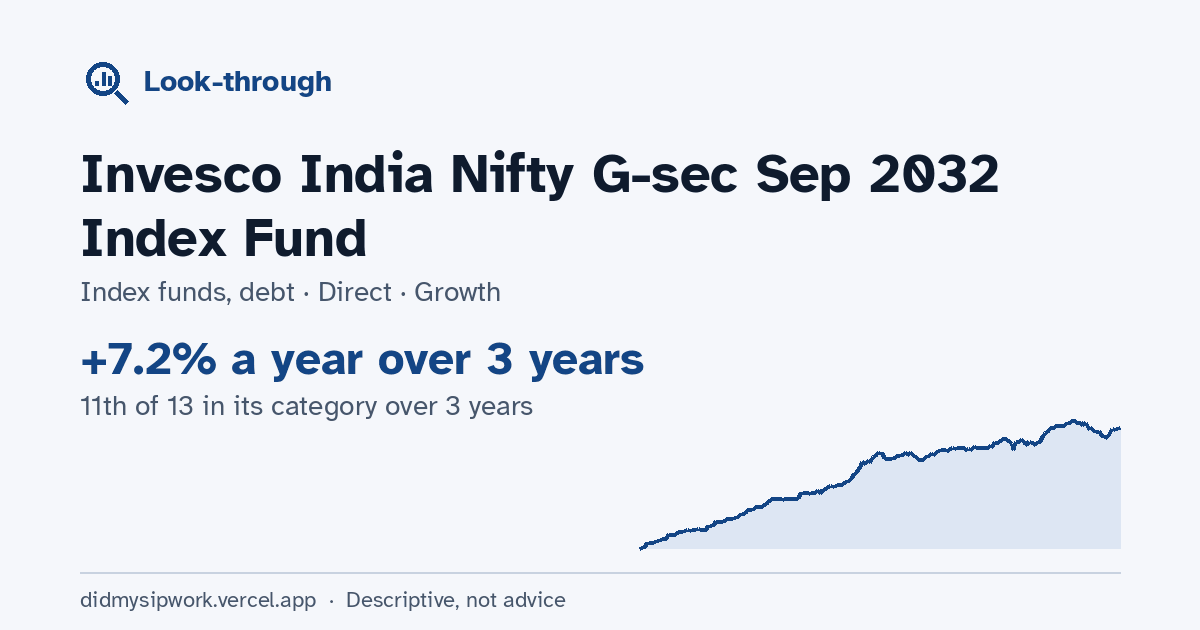 Look-through
Invesco India Nifty G-sec Sep 2032
Index Fund
Index funds, debt · Direct · Growth
+7.2% a year over 3 years
11th of 13 in its category over 3 years
didmysipwork.vercel.app · Descriptive, not advice